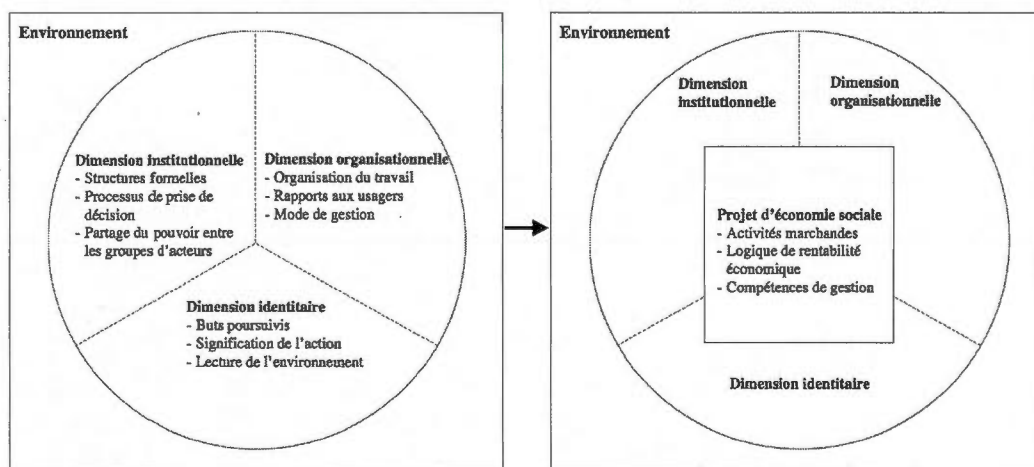 Environnement
Dimension institutionnelle
- Structures formelles
- Processus de prise de
décision
- Partage du pouvoir entre
les groupes d'acteurs
Dimension organisationnelle
- Organisation du travail
- Rapports aux usagers
- Mode de gestion
Dimension identitaire
- Buts poursuivis
- Signification de l'action
- Lecture de l'environnement
Environnement
Dimension
institutionnelle
Dimension
organisationnelle
Projet d'économie sociale
- Activités marchandes
- Logique de rentabilité
économique
- Compétences de gestion
Dimension identitaire